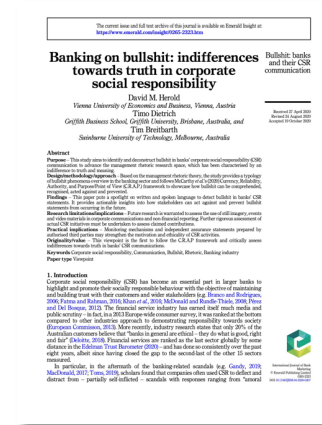 The current issue and full text archive of this journal is available on Emerald Insight at:
https://www.emerald.com/insight/0265-2323.htm
Banking on bullshit: indifferences
towards truth in corporate
social responsibility
David M. Herold
Vienna University of Economics and Business, Vienna, Austria
Timo Dietrich
Griffith Business School, Griffith University, Brisbane, Australia, and
Tim Breitbarth
Swinburne University of Technology, Melbourne, Australia
Bullshit: banks
and their CSR
communication
Received 27 April 2020
Revised 24 August 2020
Accepted 10 October 2020
Abstract
Purpose – This study aims to identify and deconstruct bullshit in banks' corporate social responsibility (CSR)
communication to advance the management rhetoric research space, which has been characterized by an
indifference to truth and meaning.
Design/methodology/approach – Based on the management rhetoric theory, the study provides a typology
of bullshit phenomena overview in the banking sector and follows McCarthy et al.'s (2020) Currency, Reliability,
Authority, and Purpose/Point of View (C.R.A.P.) framework to showcase how bullshit can be comprehended,
recognised, acted against and prevented.
Findings – This paper puts a spotlight on written and spoken language to detect bullshit in banks' CSR
statements. It provides actionable insights into how stakeholders can act against and prevent bullshit
statements from occurring in the future.
Research limitations/implications – Future research is warranted to assess the use of still imagery, events
and video materials in corporate communications and non-financial reporting. Further rigorous assessment of
actual CSR initiatives must be undertaken to assess claimed contributions.
Practical implications – Monitoring mechanisms and independent assurance statements prepared by
authorised third parties may strengthen the motivation and ethicality of CSR activities.
Originality/value – This viewpoint is the first to follow the C.R.A.P framework and critically assess
indifferences towards truth in banks' CSR communications.
Keywords Corporate social responsibility, Communication, Bullshit, Rhetoric, Banking industry
Paper type Viewpoint
1. Introduction
Corporate social responsibility (CSR) has become an essential part in larger banks to
highlight and promote their socially responsible behaviour with the objective of maintaining
and building trust with their customers and wider stakeholders (e.g. Branco and Rodrigues,
2006; Fatma and Rahman, 2016; Khan et al., 2016; McDonald and Rundle-Thiele, 2008; Pérez
and Del Bosque, 2012). The financial service industry has earned itself much media and
public scrutiny – in fact, in a 2013 Europe-wide consumer survey, it was ranked at the bottom
compared to other industries approach to demonstrating responsibility towards society
(European Commission, 2013). More recently, industry research states that only 20% of the
Australian customers believe that "banks in general are ethical – they do what is good, right
and fair" (Deloitte, 2018). Financial services are ranked as the last sector globally by some
distance in the Edelman Trust Barometer (2020) – and has done so consistently over the past
eight years, albeit since having closed the gap to the second-last of the other 15 sectors
measured.
In particular, in the aftermath of the banking-related scandals (e.g. Gandy, 2019;
MacDonald, 2017; Toms, 2019), scholars found that companies often used CSR to deflect and
distract from – partially self-inflicted – scandals with responses ranging from "amoral
International Journal of Bank
Marketing
© Emerald Publishing Limited
0265-2323